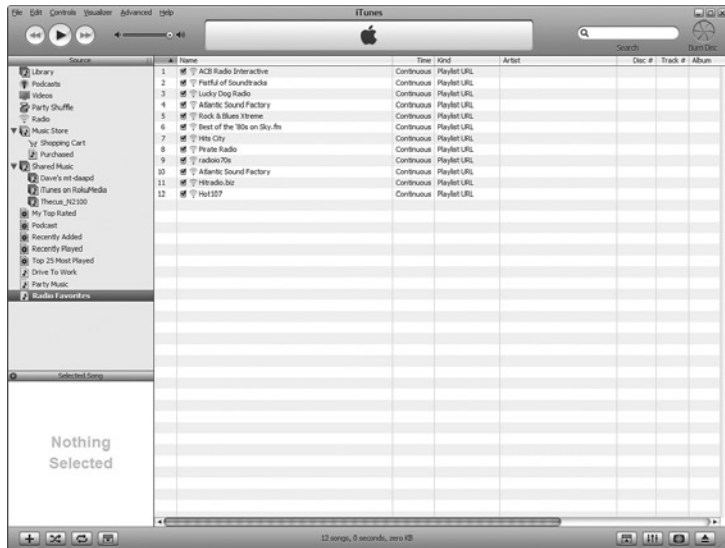 File Edit Controls Visualizer Advanced Help
iTunes
Search
Burn Disc
Source
Library
Podcasts
Videos
Party Shuffle
Radio
Music Store
Shopping Cart
Purchased
Shared Music
Dave's mt-daapd
iTunes on RokuMedia
Thecus_N2100
My Top Rated
Podcast
Recently Added
Recently Played
Top 25 Most Played
Drive To Work
Party Music
Radio Favorites
Name Time Kind Artist Disc # Track # Album
1 ACB Radio Interactive Continuous Playlist URL
2 Fistful of Soundtracks Continuous Playlist URL
3 Lucky Dog Radio Continuous Playlist URL
4 Atlantic Sound Factory Continuous Playlist URL
5 Rock & Blues Xtreme Continuous Playlist URL
6 Best of the '80s on Sky.fm Continuous Playlist URL
7 Hits City Continuous Playlist URL
8 Pirate Radio Continuous Playlist URL
9 radioio70s Continuous Playlist URL
10 Atlantic Sound Factory Continuous Playlist URL
11 Hitradio.biz Continuous Playlist URL
12 Hot107 Continuous Playlist URL
Selected Song
Nothing
Selected
12 songs, 0 seconds, zero KB